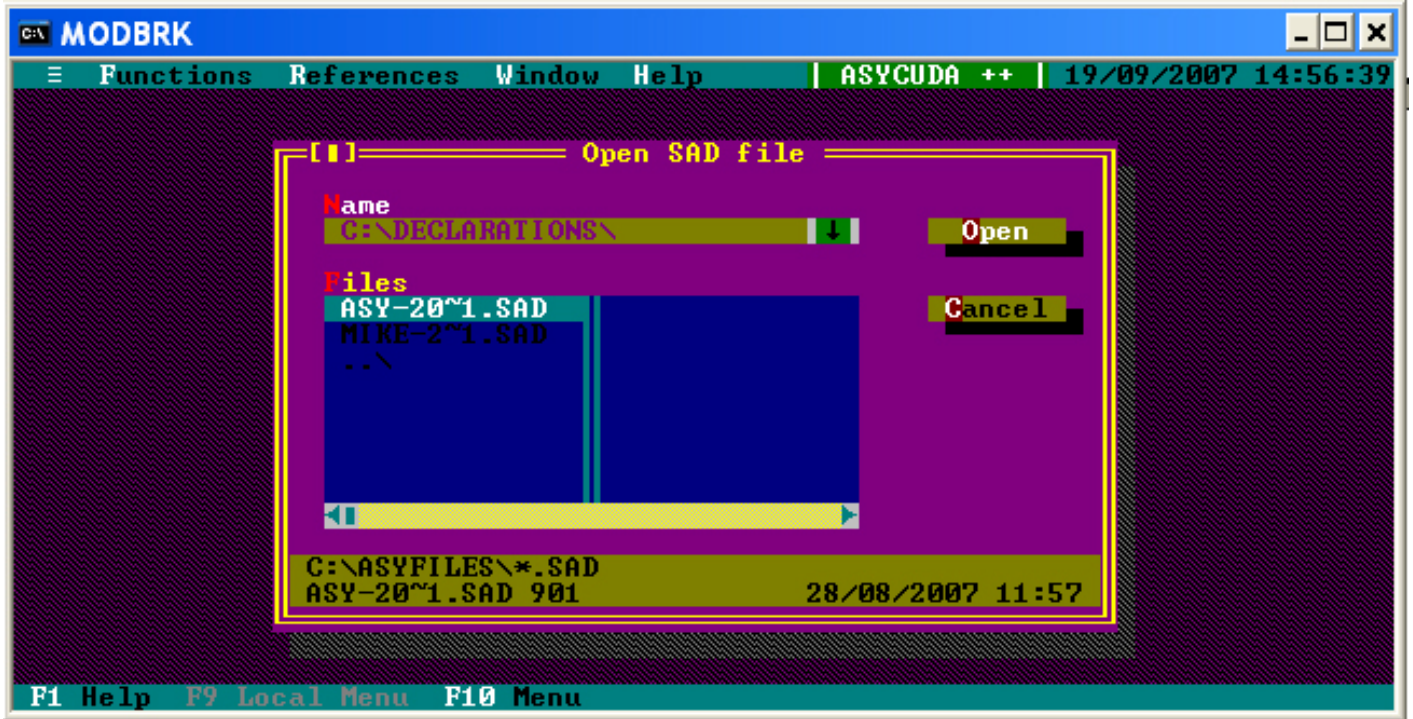 C:\ MODBRK
≡ Functions References Window Help | ASYCUDA ++ | 19/09/2007 14:56:39
[▮] Open SAD file
Name
C:\DECLARATIONS\ ↓
Open
Files
ASY-20~1.SAD
Cancel
MIKE-2~1.SAD
..\
C:\ASYFILES\*.SAD
ASY-20~1.SAD 901 28/08/2007 11:57
F1 Help F9 Local Menu F10 Menu